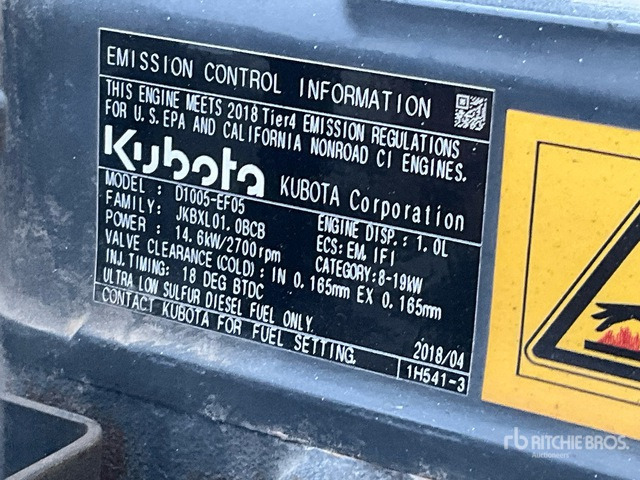 EMISSION CONTROL INFORMATION
THIS ENGINE MEETS 2018 Tier4 EMISSION REGULATIONS
FOR U.S. EPA AND CALIFORNIA NONROAD CI ENGINES.
Kubota KUBOTA Corporation
MODEL : D1005-EF05 ENGINE DISP.: 1.0L
FAMILY: JKBXL01.0BCB ECS: EM, IFI
POWER : 14.6kW/2700rpm CATEGORY:8-19kW
VALVE CLEARANCE(COLD): IN 0.165mm EX 0.165mm
INJ.TIMING: 18 DEG BTDC
ULTRA LOW SULFUR DIESEL FUEL ONLY.
CONTACT KUBOTA FOR FUEL SETTING.
2018/04
1H541-3
rb RITCHIE BROS.
Auctioneers